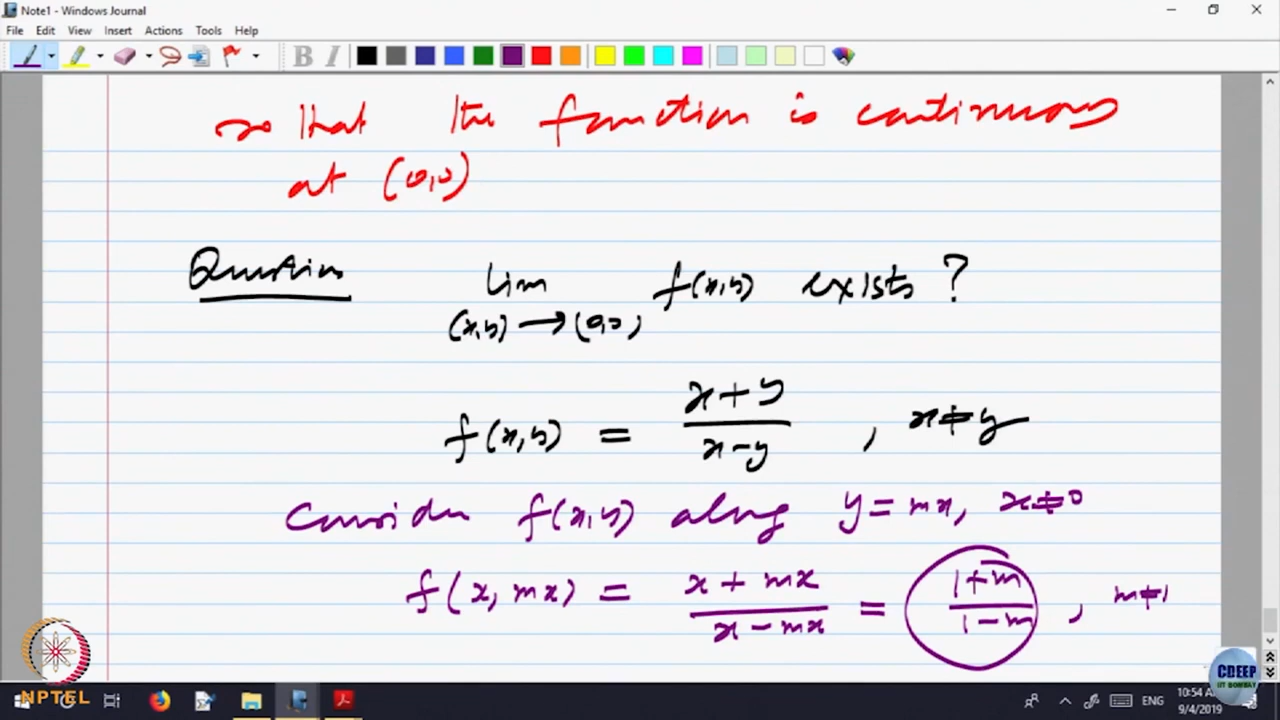 Note1 - Windows Journal
File Edit View Insert Actions Tools Help
B I
so that the function is continuous
at (0,0)
Question lim f(x,y) exists ?
(x,y) → (0,0)
f(x,y) = x+y / x-y , x ≠ y
Consider f(x,y) along y = mx, x ≠ 0
f(x, mx) = x + mx / x - mx = 1+m / 1-m , m ≠ 1
NPTEL
CDEEP
IIT BOMBAY
ENG
10:54 A
9/4/2019